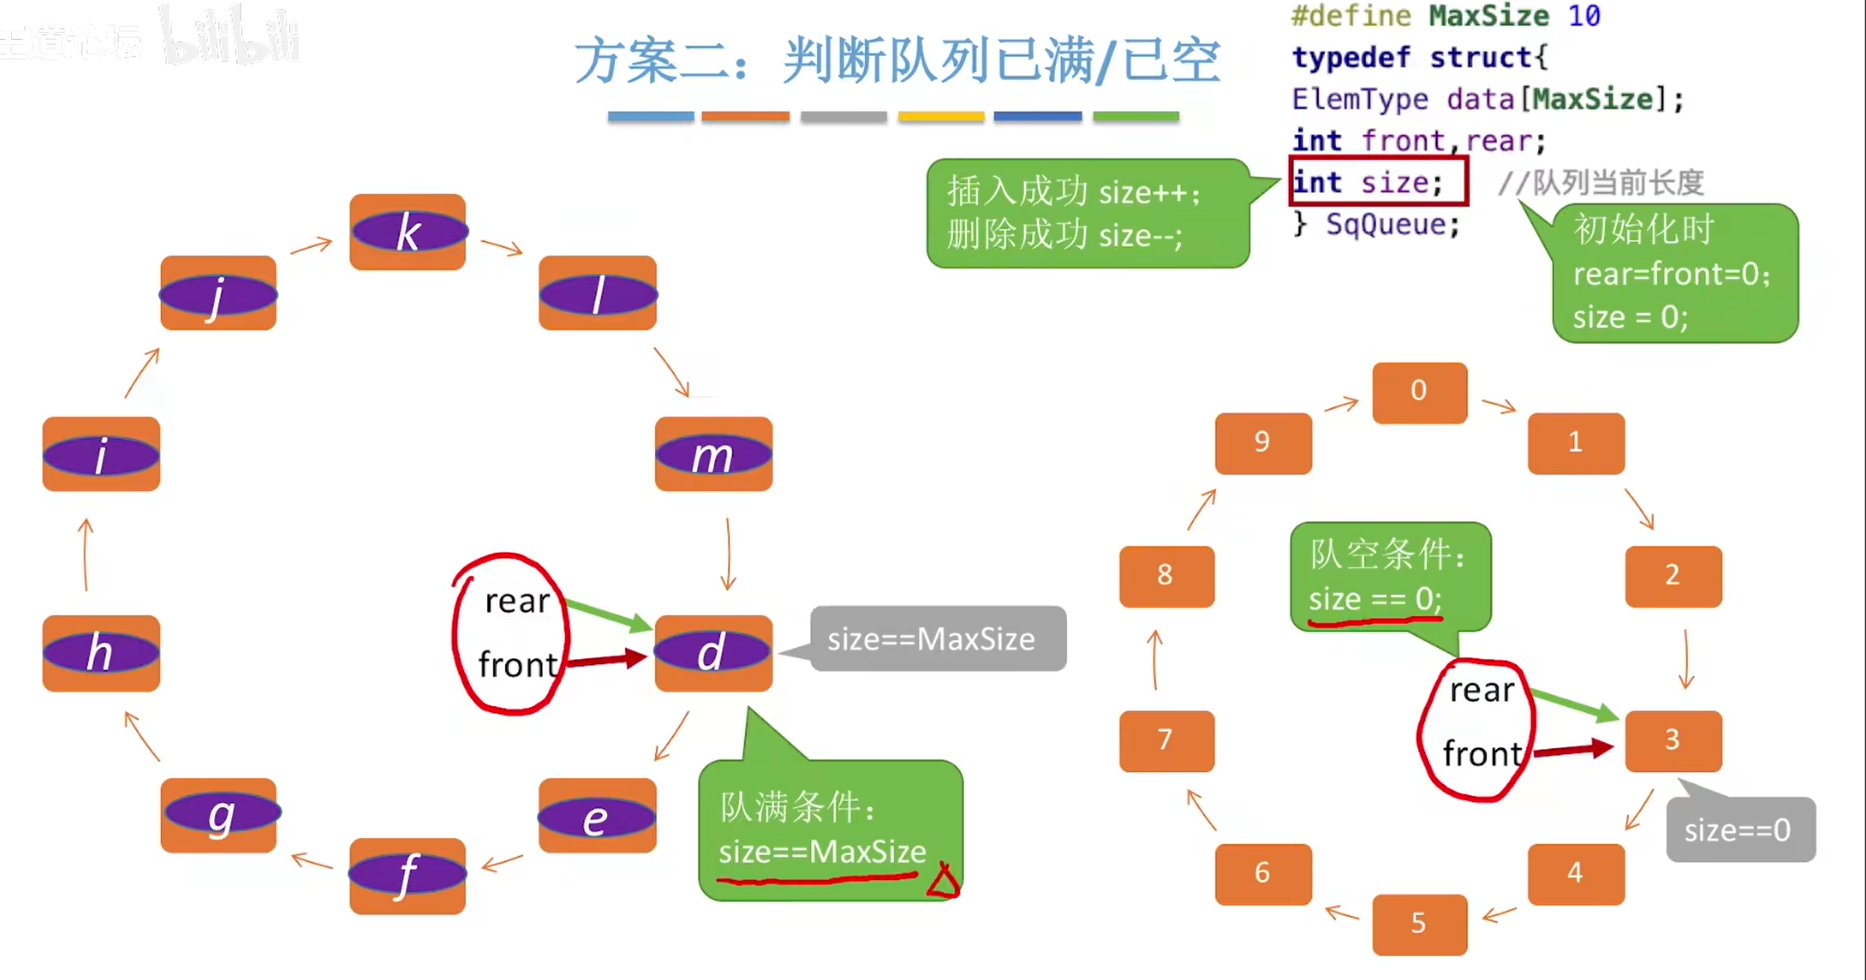 王道论坛 bilibili
方案二：判断队列已满/已空
#define MaxSize 10
typedef struct{
ElemType data[MaxSize];
int front,rear;
int size; //队列当前长度
} SqQueue;
插入成功 size++;
删除成功 size--;
初始化时
rear=front=0;
size = 0;
k
j
l
i
m
rear
front
d
size==MaxSize
h
g
e
f
队满条件：
size==MaxSize
0
9
1
队空条件：
size == 0;
8
2
rear
front
7
3
size==0
6
4
5